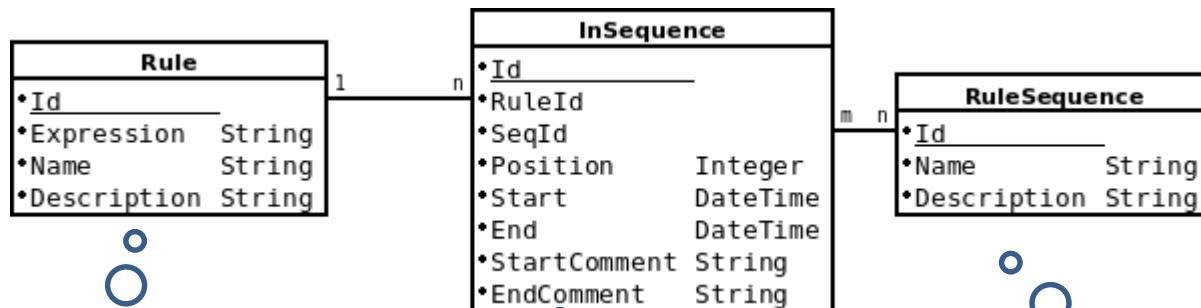 Rule
•Id
•Expression String
•Name String
•Description String
1 n
InSequence
•Id
•RuleId
•SeqId
•Position Integer
•Start DateTime
•End DateTime
•StartComment String
•EndComment String
m n
RuleSequence
•Id
•Name String
•Description String